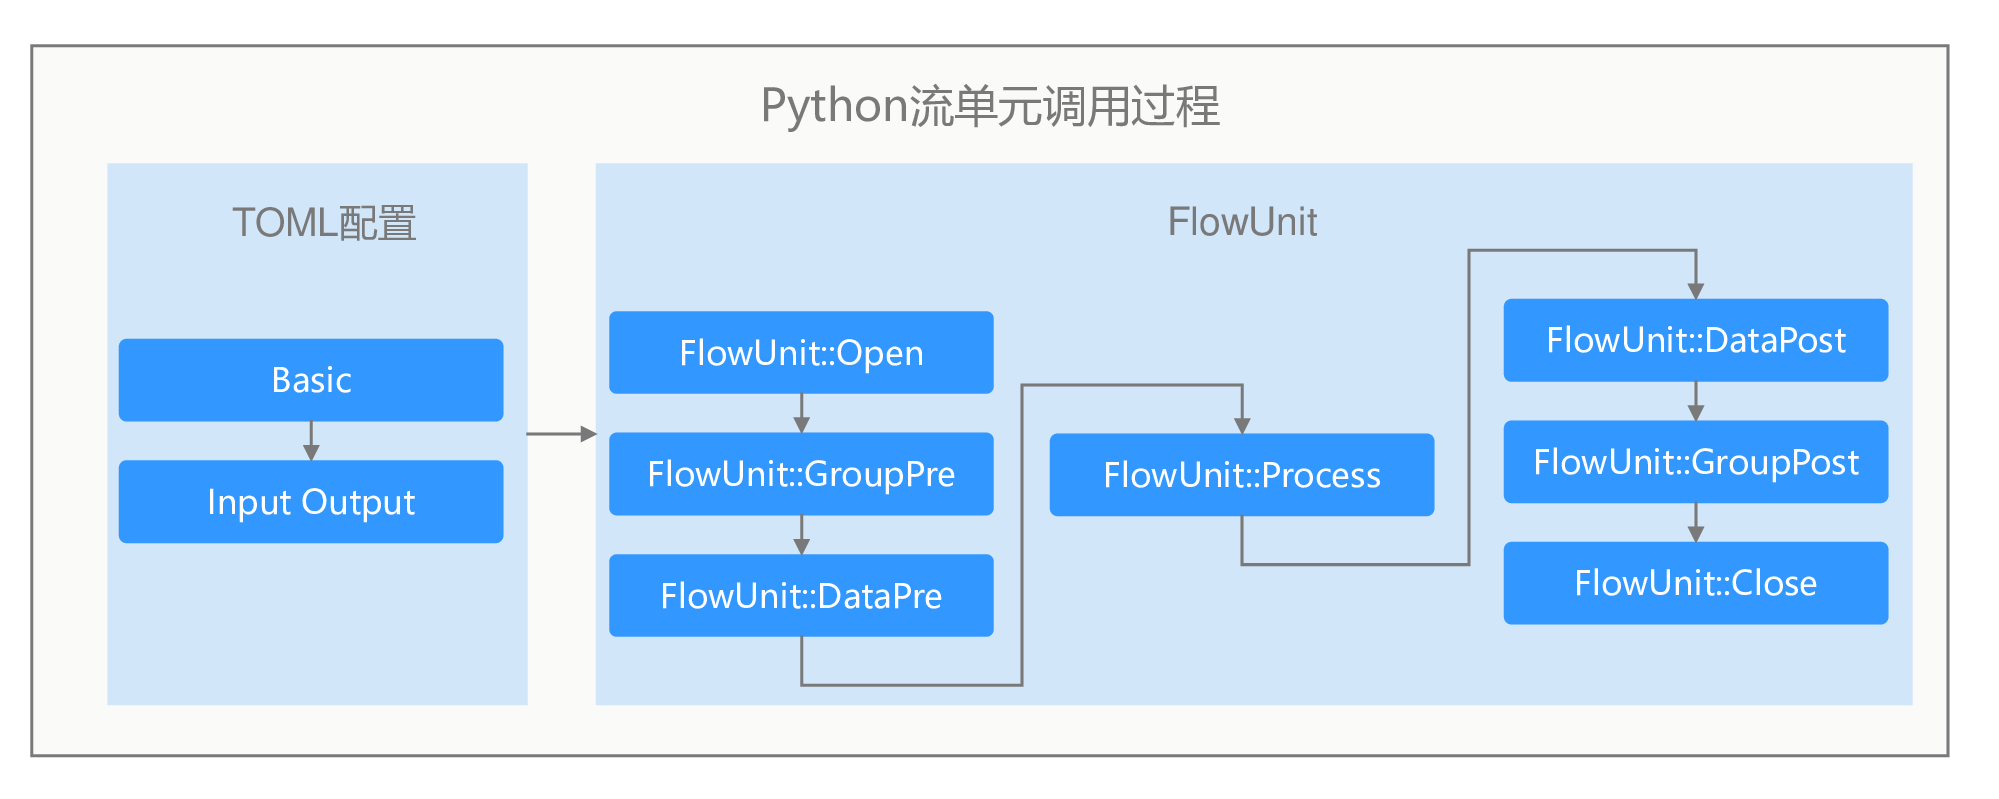 Python流单元调用过程
TOML配置
Basic
Input Output
FlowUnit
FlowUnit::Open
FlowUnit::GroupPre
FlowUnit::DataPre
FlowUnit::Process
FlowUnit::DataPost
FlowUnit::GroupPost
FlowUnit::Close